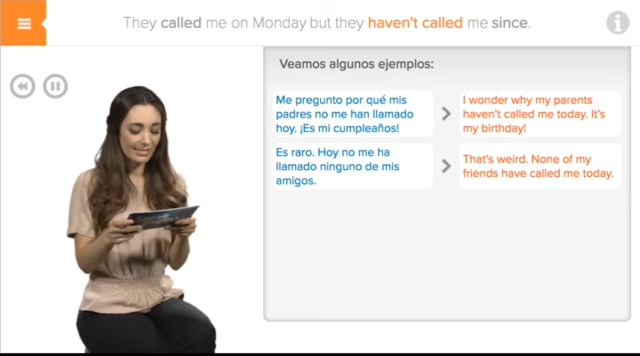 They called me on Monday but they haven't called me since.
Veamos algunos ejemplos:
Me pregunto por qué mis
padres no me han llamado
hoy. ¡Es mi cumpleaños!
I wonder why my parents
haven't called me today. It's
my birthday!
Es raro. Hoy no me ha
llamado ninguno de mis
amigos.
That's weird. None of my
friends have called me today.